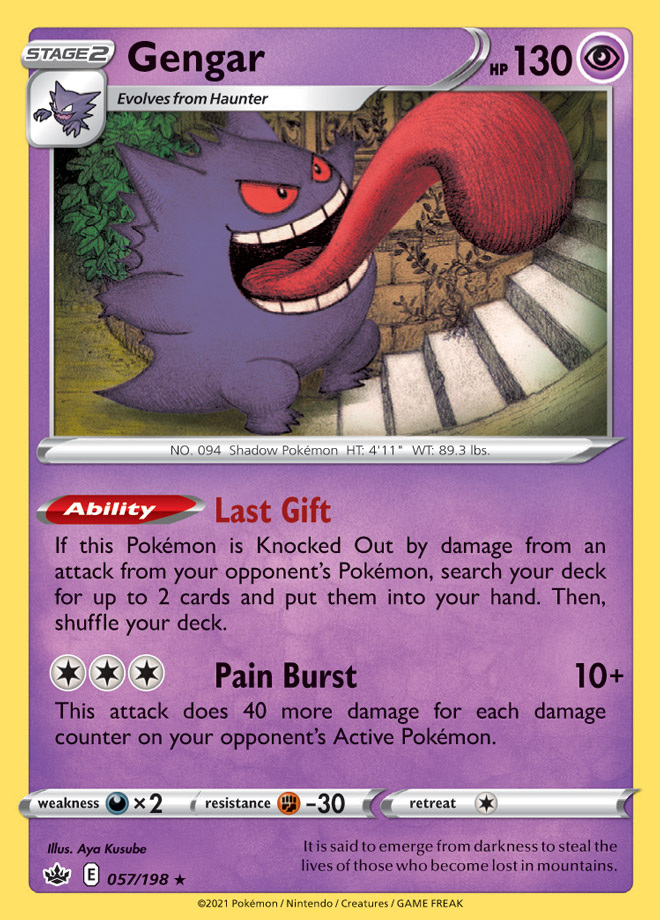 STAGE2 Gengar HP 130
Evolves from Haunter
NO. 094 Shadow Pokémon HT: 4'11" WT: 89.3 lbs.
Ability Last Gift
If this Pokémon is Knocked Out by damage from an
attack from your opponent's Pokémon, search your deck
for up to 2 cards and put them into your hand. Then,
shuffle your deck.
Pain Burst 10+
This attack does 40 more damage for each damage
counter on your opponent's Active Pokémon.
weakness ×2 resistance -30 retreat
Illus. Aya Kusube
It is said to emerge from darkness to steal the
lives of those who become lost in mountains.
E 057/198 ★
©2021 Pokémon / Nintendo / Creatures / GAME FREAK